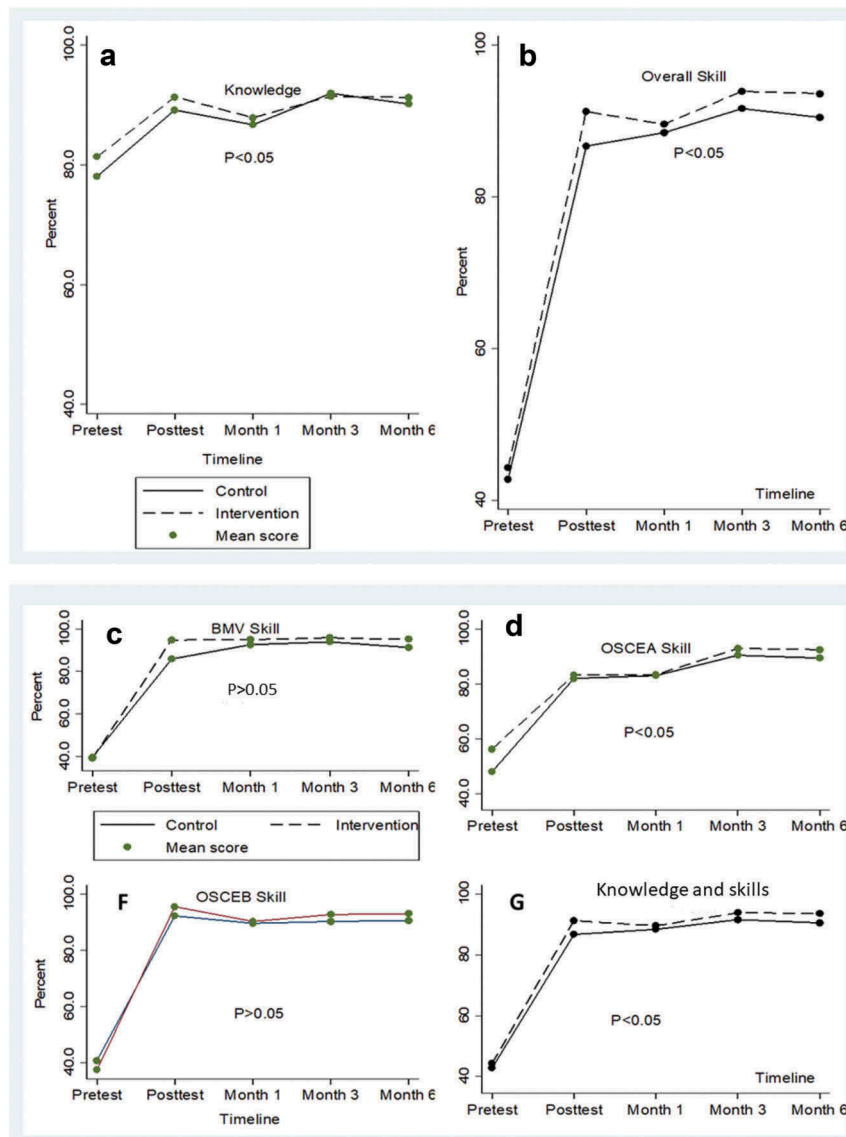 a
Knowledge
P<0.05
100.0
80.0
60.0
40.0
Percent
Pretest Posttest Month 1 Month 3 Month 6
Timeline
Control
Intervention
Mean score
b
Overall Skill
P<0.05
100
80
60
40
Percent
Timeline
Pretest Posttest Month 1 Month 3 Month 6
c
BMV Skill
P>0.05
100.0
80.0
60.0
40.0
Percent
Pretest Posttest Month 1 Month 3 Month 6
Control Intervention
Mean score
d
OSCEA Skill
P<0.05
100.0
80.0
60.0
40.0
Pretest Posttest Month 1 Month 3 Month 6
F
OSCEB Skill
P>0.05
100.0
80.0
60.0
40.0
Percent
Pretest Posttest Month 1 Month 3 Month 6
Timeline
G
Knowledge and skills
P<0.05
100
80
60
40
Timeline
Pretest Posttest Month 1 Month 3 Month 6